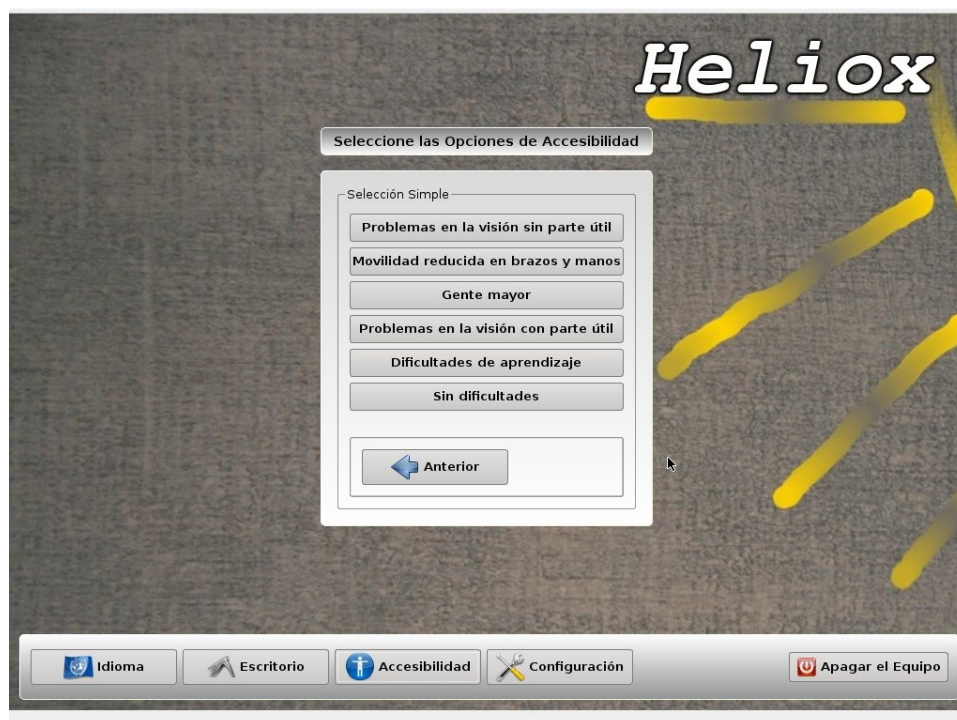 Heliox
Seleccione las Opciones de Accesibilidad
Selección Simple
Problemas en la visión sin parte útil
Movilidad reducida en brazos y manos
Gente mayor
Problemas en la visión con parte útil
Dificultades de aprendizaje
Sin dificultades
Anterior
Idioma
Escritorio
Accesibilidad
Configuración
Apagar el Equipo